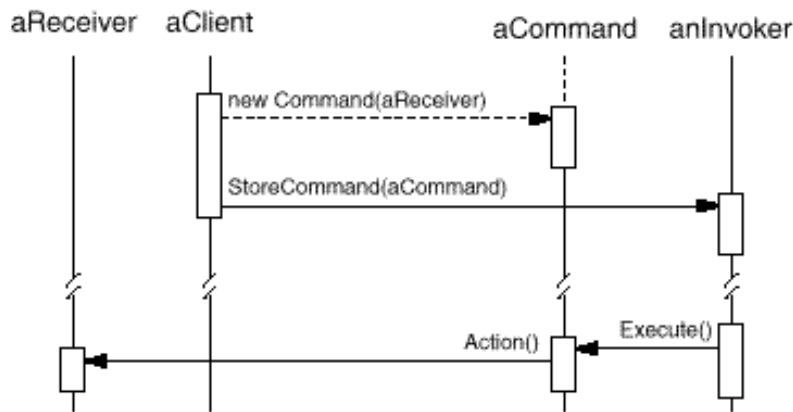 aReceiver aClient aCommand anInvoker
new Command(aReceiver)
StoreCommand(aCommand)
Execute()
Action()